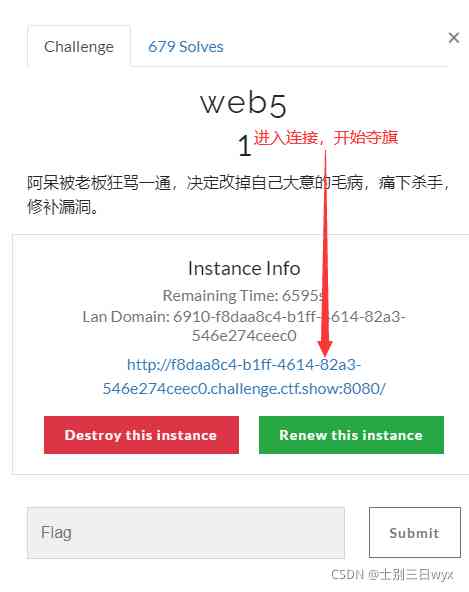 Challenge
679 Solves
×
web5
1
进入连接，开始夺旗
阿呆被老板狂骂一通，决定改掉自己大意的毛病，痛下杀手，
修补漏洞。
Instance Info
Remaining Time: 6595s
Lan Domain: 6910-f8daa8c4-b1ff-4614-82a3-
546e274ceec0
http://f8daa8c4-b1ff-4614-82a3-
546e274ceec0.challenge.ctf.show:8080/
Destroy this instance
Renew this instance
Flag
Submit
CSDN @士别三日wyx